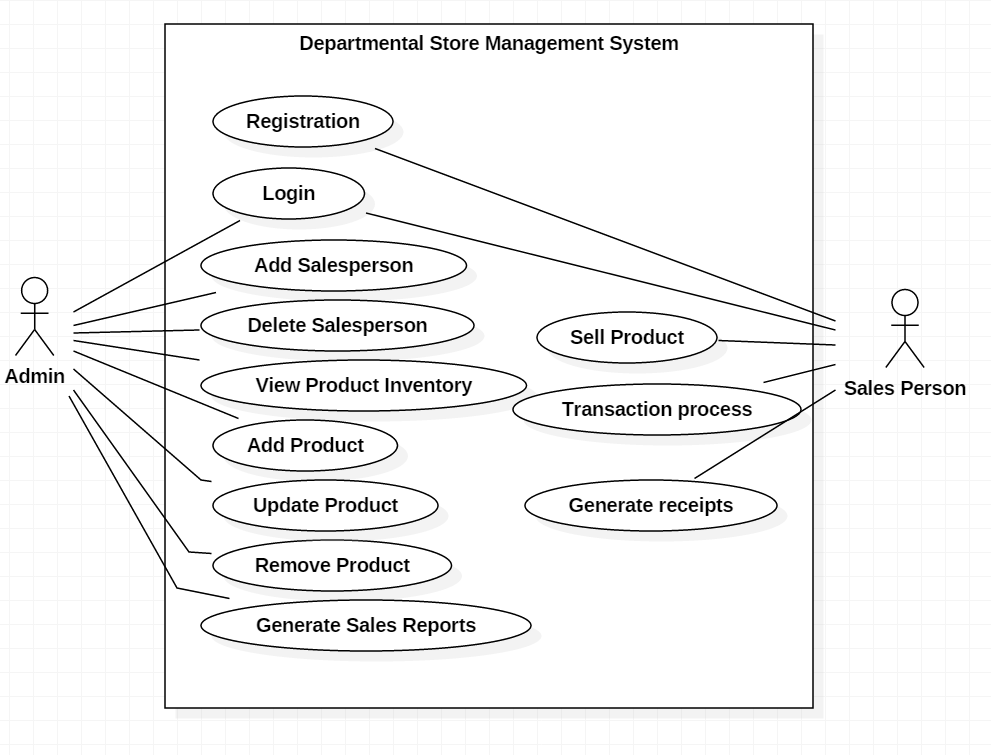 Departmental Store Management System
Registration
Login
Add Salesperson
Delete Salesperson
Sell Product
View Product Inventory
Admin
Sales Person
Transaction process
Add Product
Update Product
Generate receipts
Remove Product
Generate Sales Reports